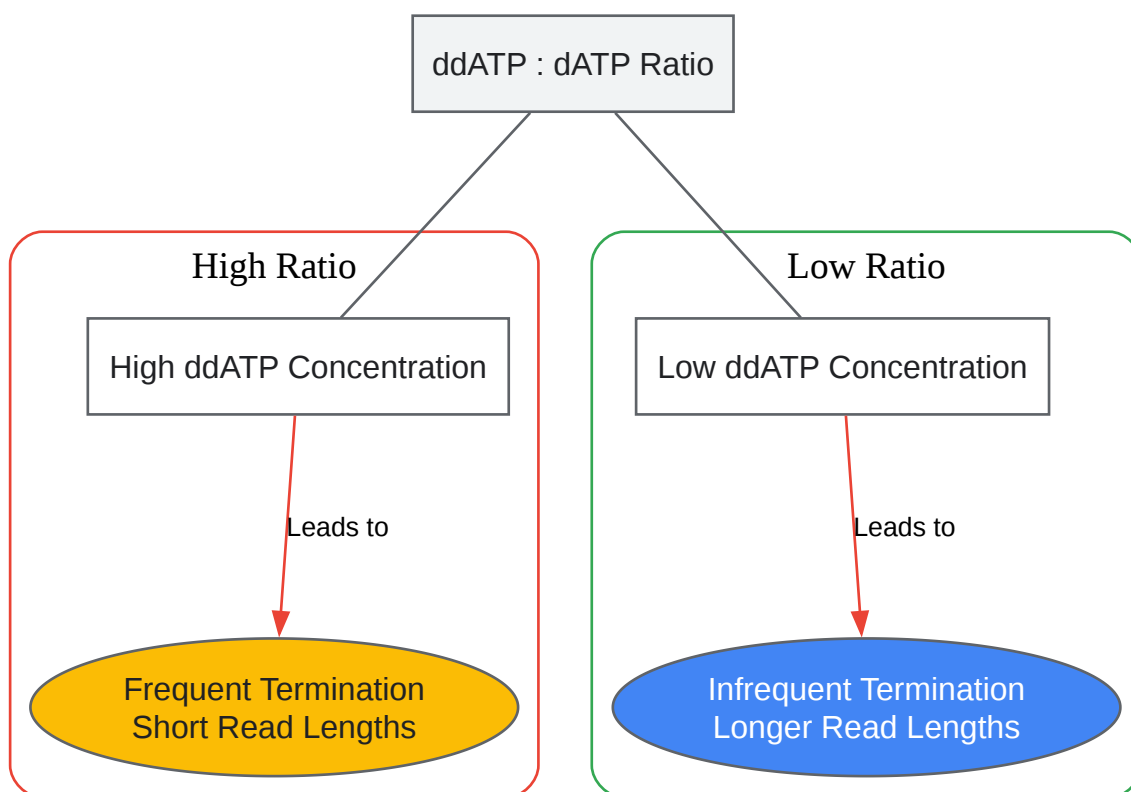 ddATP : dATP Ratio
High Ratio
Low Ratio
High ddATP Concentration
Low ddATP Concentration
Leads to
Leads to
Frequent Termination
Short Read Lengths
Infrequent Termination
Longer Read Lengths